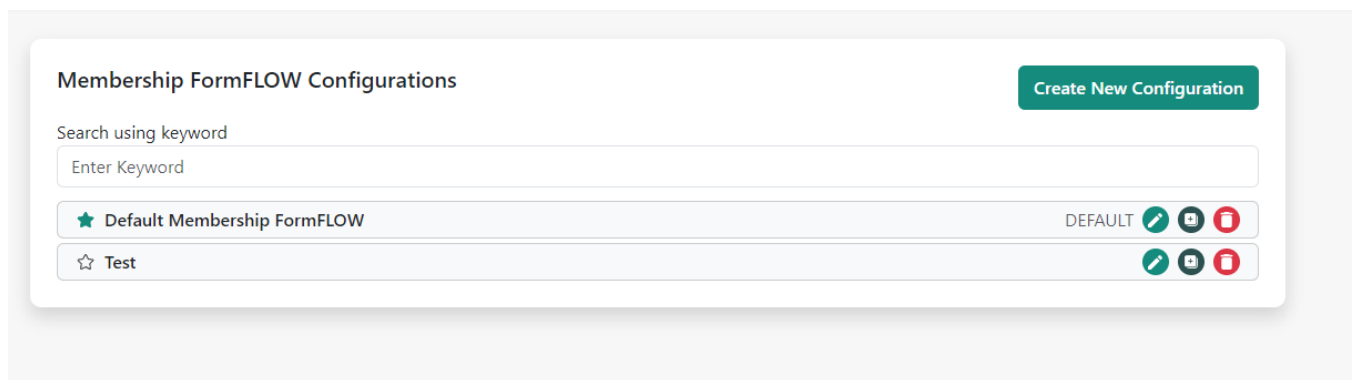 Membership FormFLOW Configurations
Create New Configuration
Search using keyword
Enter Keyword
Default Membership FormFLOW DEFAULT
Test